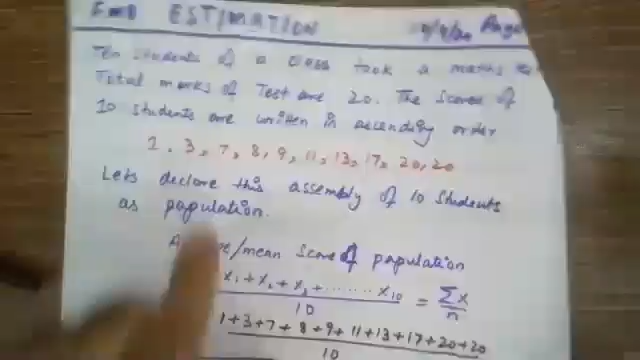 ESTIMATION
Ten students of a class took a maths
Total marks of Test are 20. The Scores of
10 students are written in ascending order
1, 3, 7, 8, 9, 11, 13, 17, 20, 20
Lets declare this assembly of 10 students
as population.
/mean score of population
x₁ + x₂ + x₃ + ....... x₁₀ / 10 = Σx / n
1+3+7+8+9+11+13+17+20+20 / 10